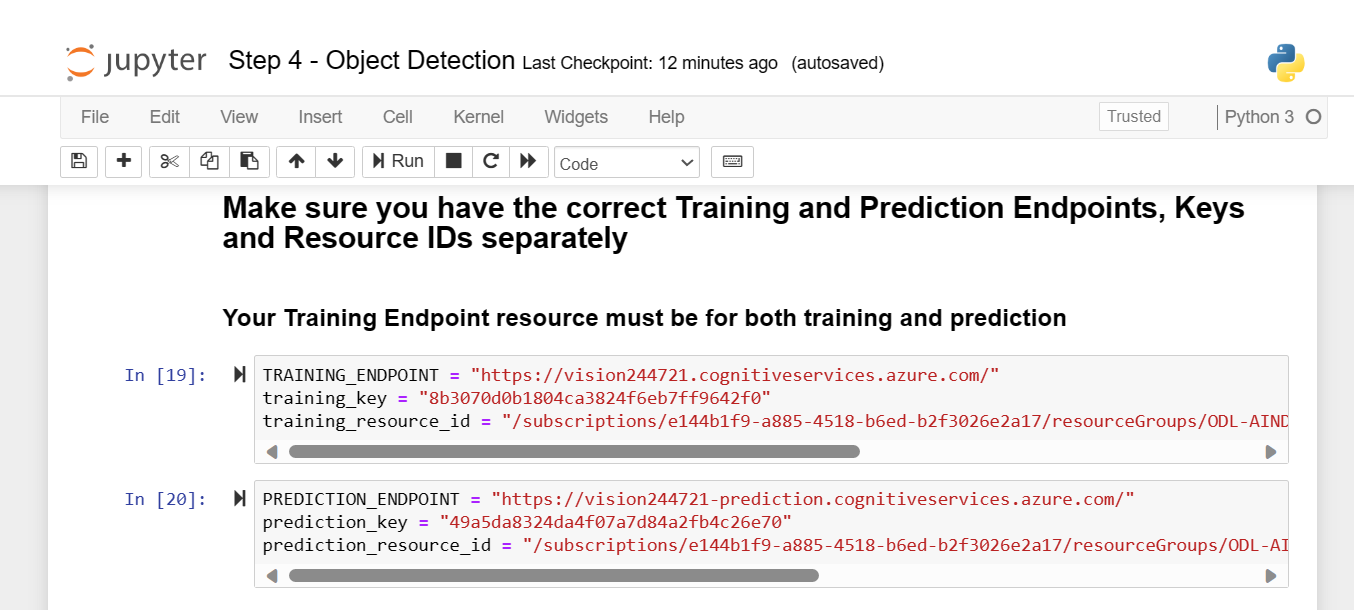 jupyter Step 4 - Object Detection Last Checkpoint: 12 minutes ago (autosaved)
File Edit View Insert Cell Kernel Widgets Help Trusted Python 3
Run Code
Make sure you have the correct Training and Prediction Endpoints, Keys
and Resource IDs separately
Your Training Endpoint resource must be for both training and prediction
In [19]: TRAINING_ENDPOINT = "https://vision244721.cognitiveservices.azure.com/"
training_key = "8b3070d0b1804ca3824f6eb7ff9642f0"
training_resource_id = "/subscriptions/e144b1f9-a885-4518-b6ed-b2f3026e2a17/resourceGroups/ODL-AIND
In [20]: PREDICTION_ENDPOINT = "https://vision244721-prediction.cognitiveservices.azure.com/"
prediction_key = "49a5da8324da4f07a7d84a2fb4c26e70"
prediction_resource_id = "/subscriptions/e144b1f9-a885-4518-b6ed-b2f3026e2a17/resourceGroups/ODL-AI